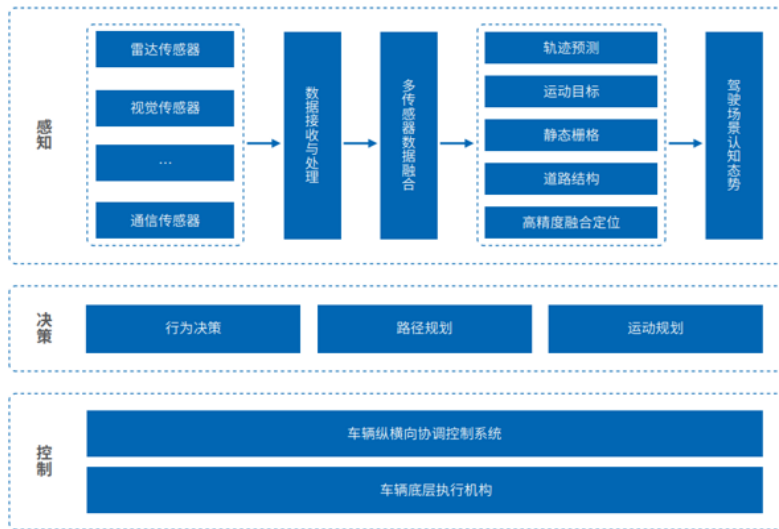 感知
雷达传感器
视觉传感器
…
通信传感器
数据接收与处理
多传感器数据融合
轨迹预测
运动目标
静态栅格
道路结构
高精度融合定位
驾驶场景认知态势
决策
行为决策
路径规划
运动规划
控制
车辆纵横向协调控制系统
车辆底层执行机构